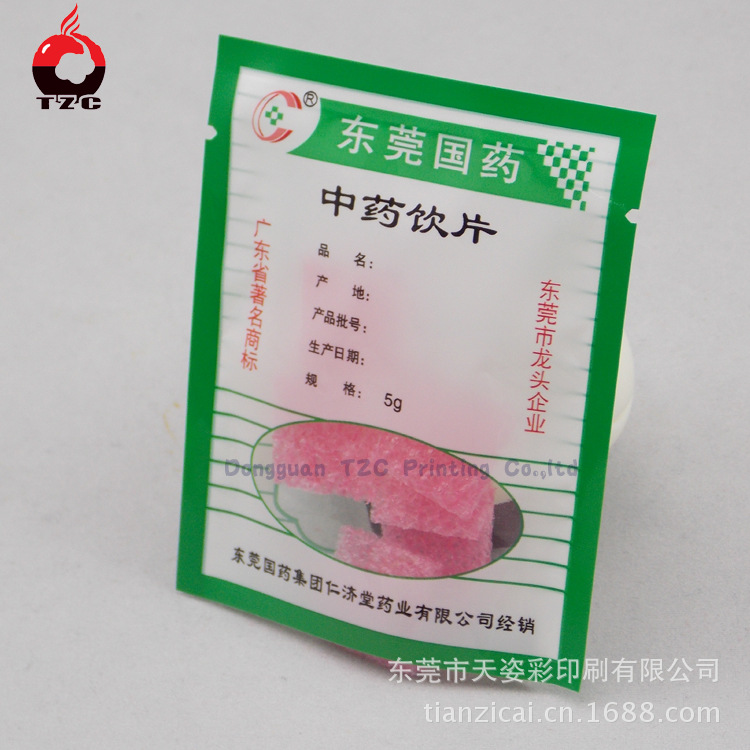 TZC
®
东莞国药
中药饮片
广东省著名商标
品 名：
产 地：
产品批号：
生产日期：
规 格： 5g
东莞市龙头企业
Dongguan TZC Printing Co.,ltd
东莞国药集团仁济堂药业有限公司经销
东莞市天姿彩印刷有限公司
tianzicai.cn.1688.com